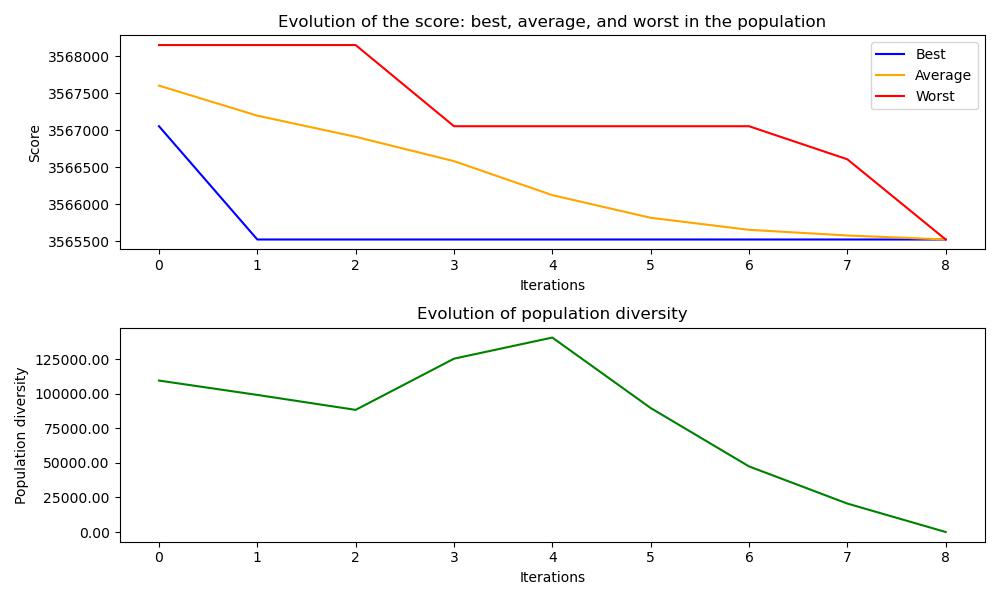 Evolution of the score: best, average, and worst in the population
Score
3568000
3567500
3567000
3566500
3566000
3565500
Best
Average
Worst
0 1 2 3 4 5 6 7 8
Iterations
Evolution of population diversity
Population diversity
125000.00
100000.00
75000.00
50000.00
25000.00
0.00
0 1 2 3 4 5 6 7 8
Iterations